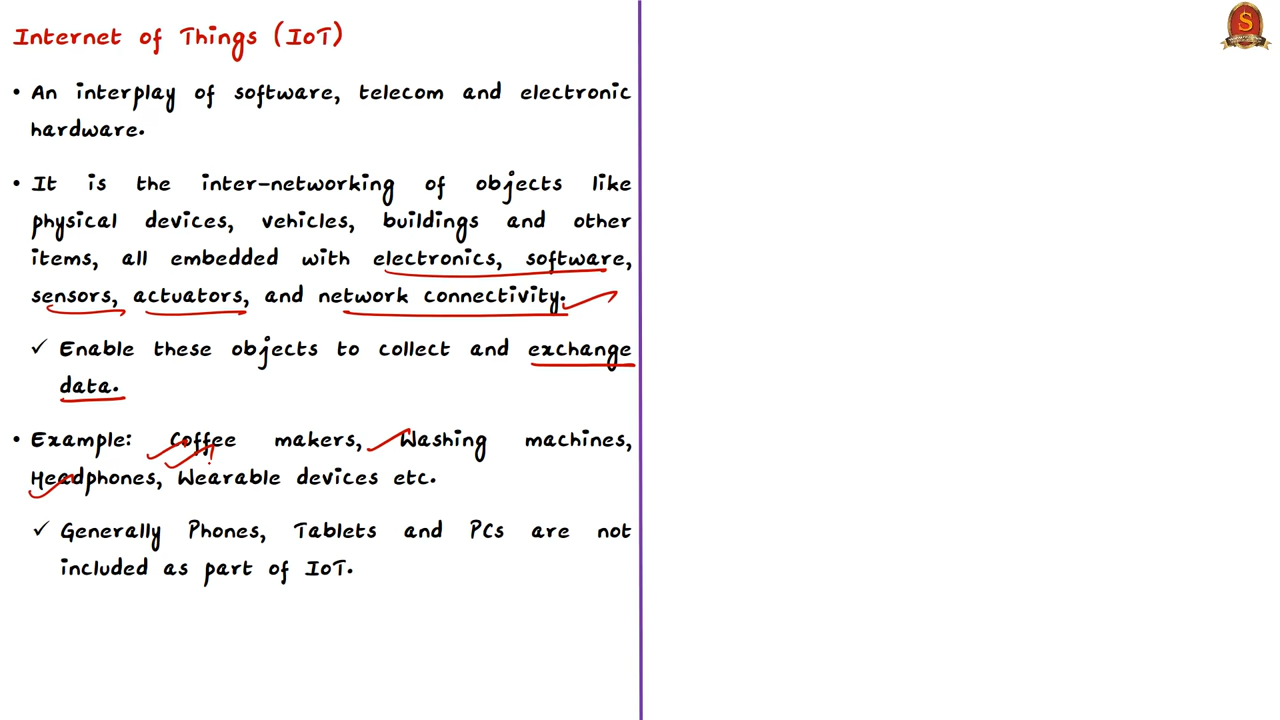 Internet of Things (IoT)
• An interplay of software, telecom and electronic
hardware.
• It is the inter-networking of objects like
physical devices, vehicles, buildings and other
items, all embedded with electronics, software,
sensors, actuators, and network connectivity.
✓ Enable these objects to collect and exchange
data.
• Example: Coffee makers, Washing machines,
Headphones, Wearable devices etc.
✓ Generally Phones, Tablets and PCs are not
included as part of IoT.
S